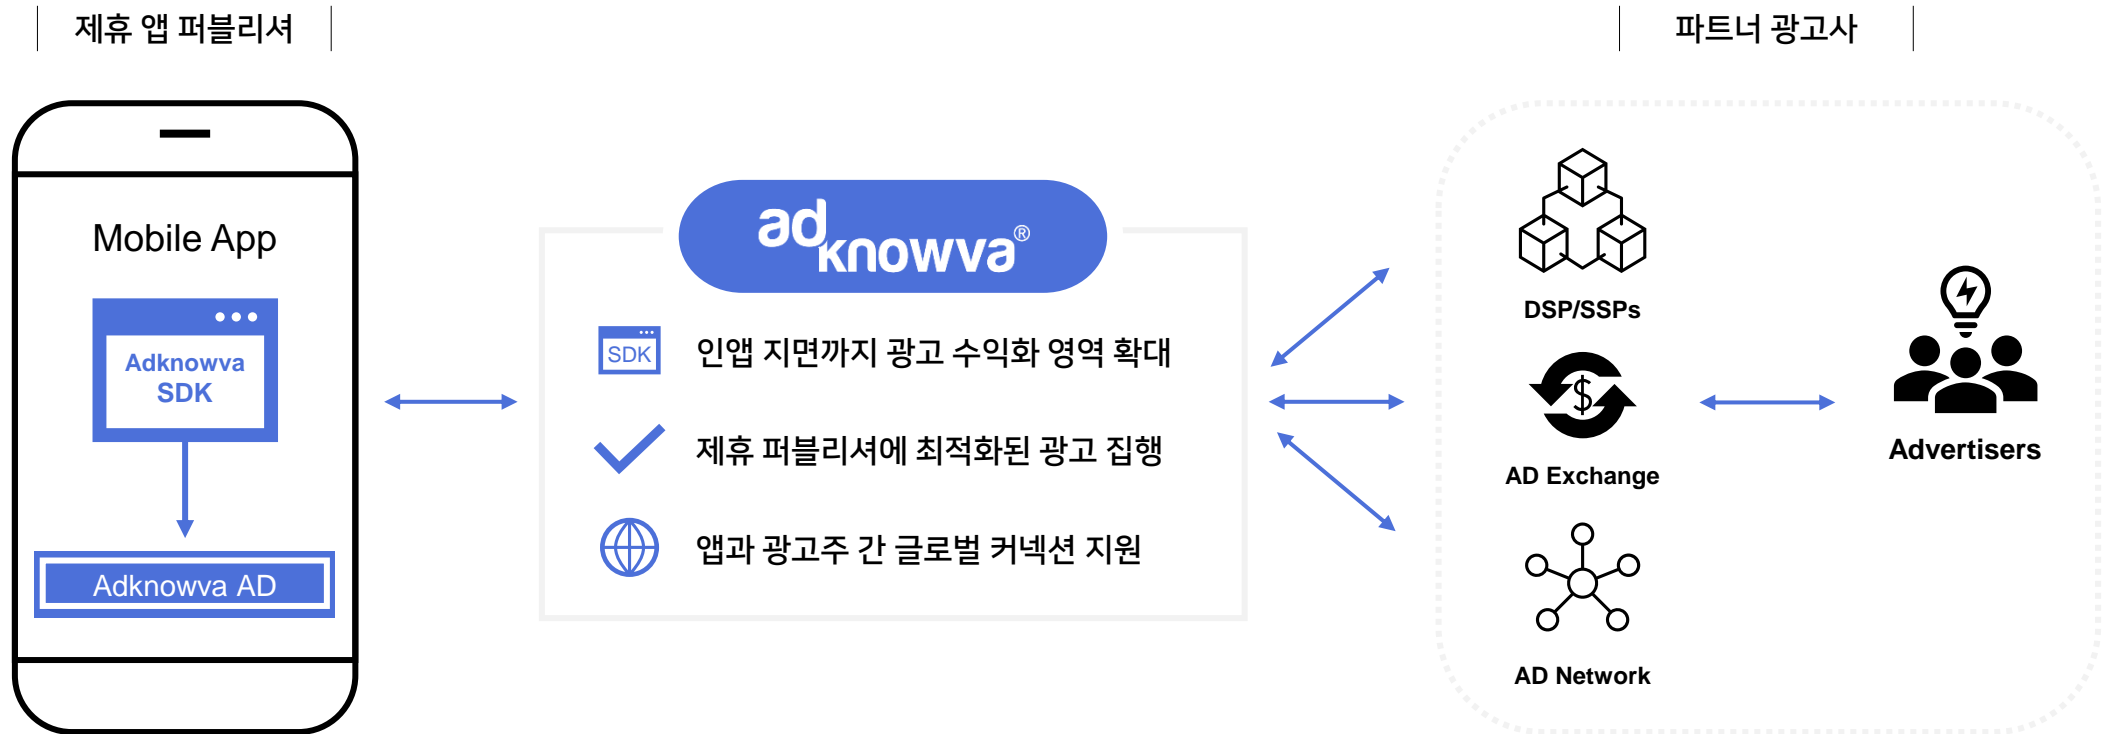 제휴 앱 퍼블리셔
Mobile App
Adknowva
SDK
Adknowva AD
adknowva®
SDK
인앱 지면까지 광고 수익화 영역 확대
제휴 퍼블리셔에 최적화된 광고 집행
앱과 광고주 간 글로벌 커넥션 지원
파트너 광고사
DSP/SSPs
$
AD Exchange
AD Network
Advertisers